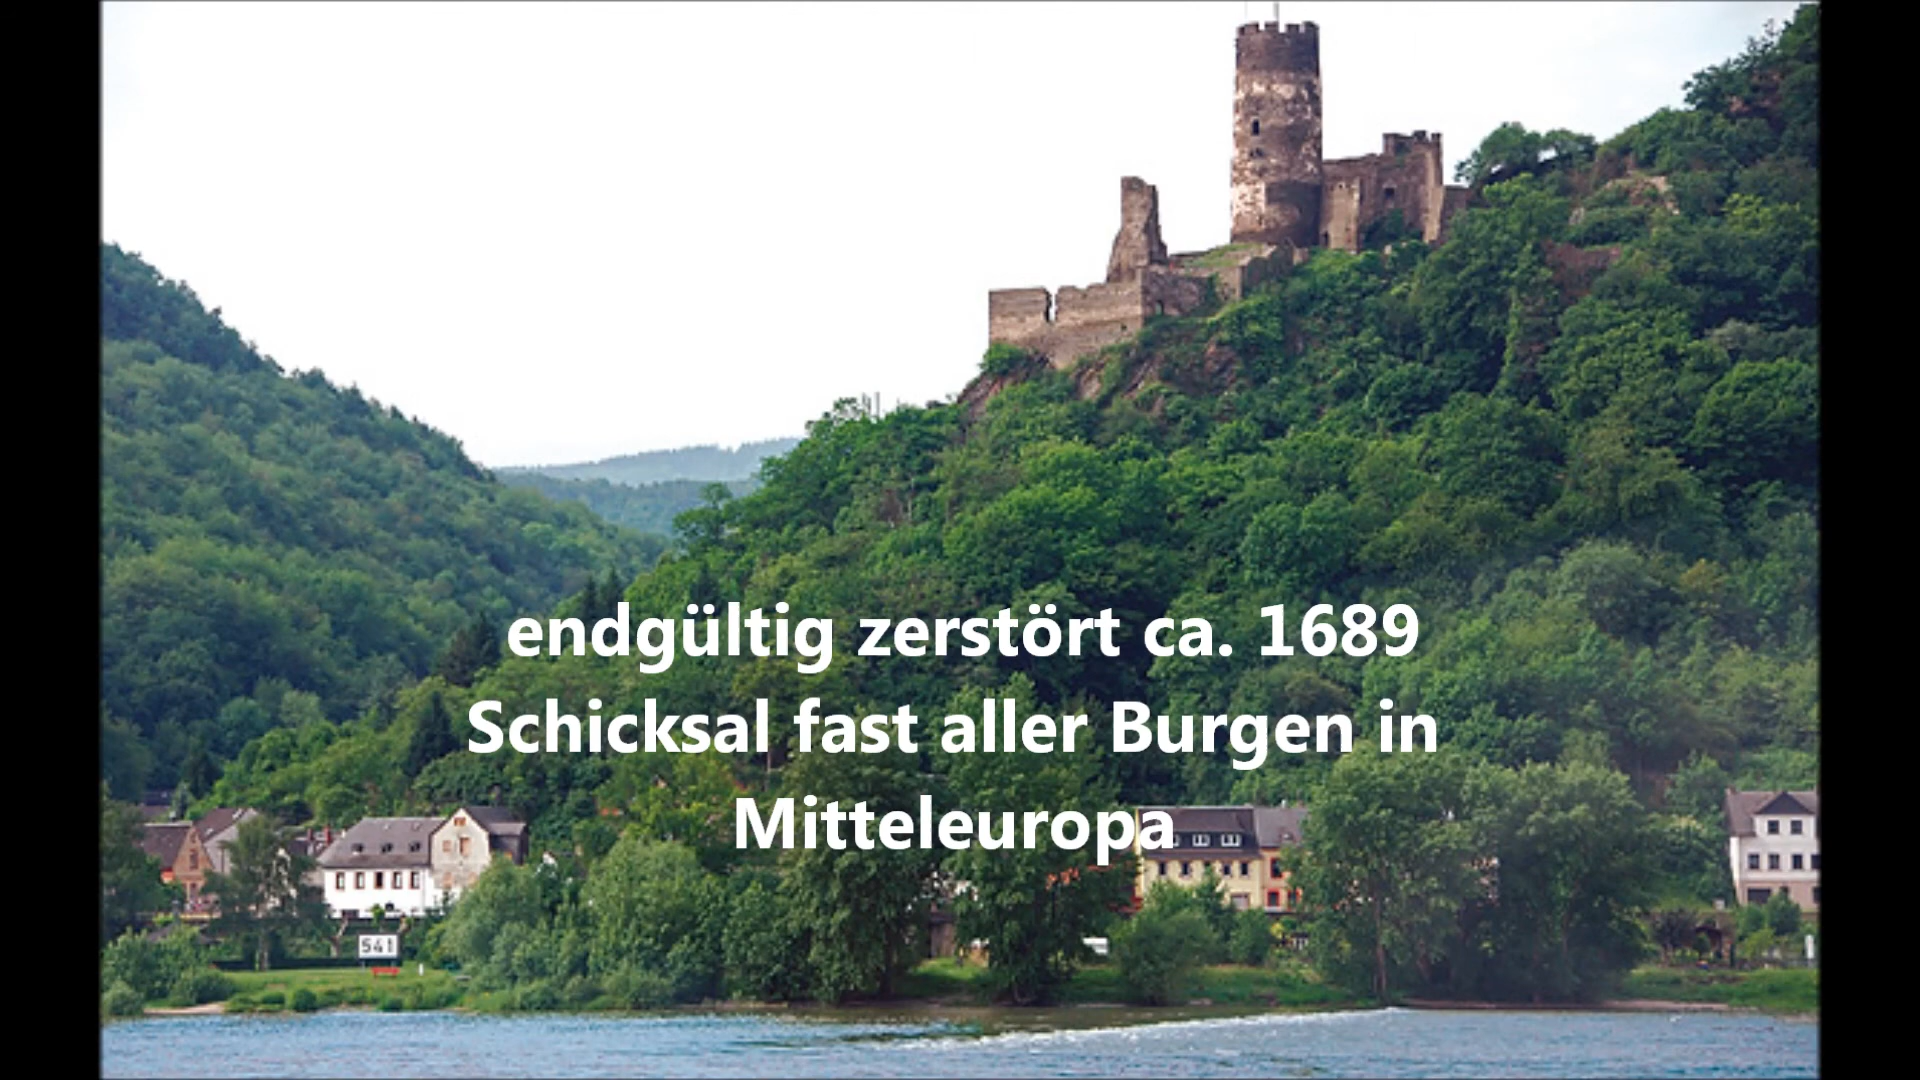 endgültig zerstört ca. 1689
Schicksal fast aller Burgen in
Mitteleuropa
541